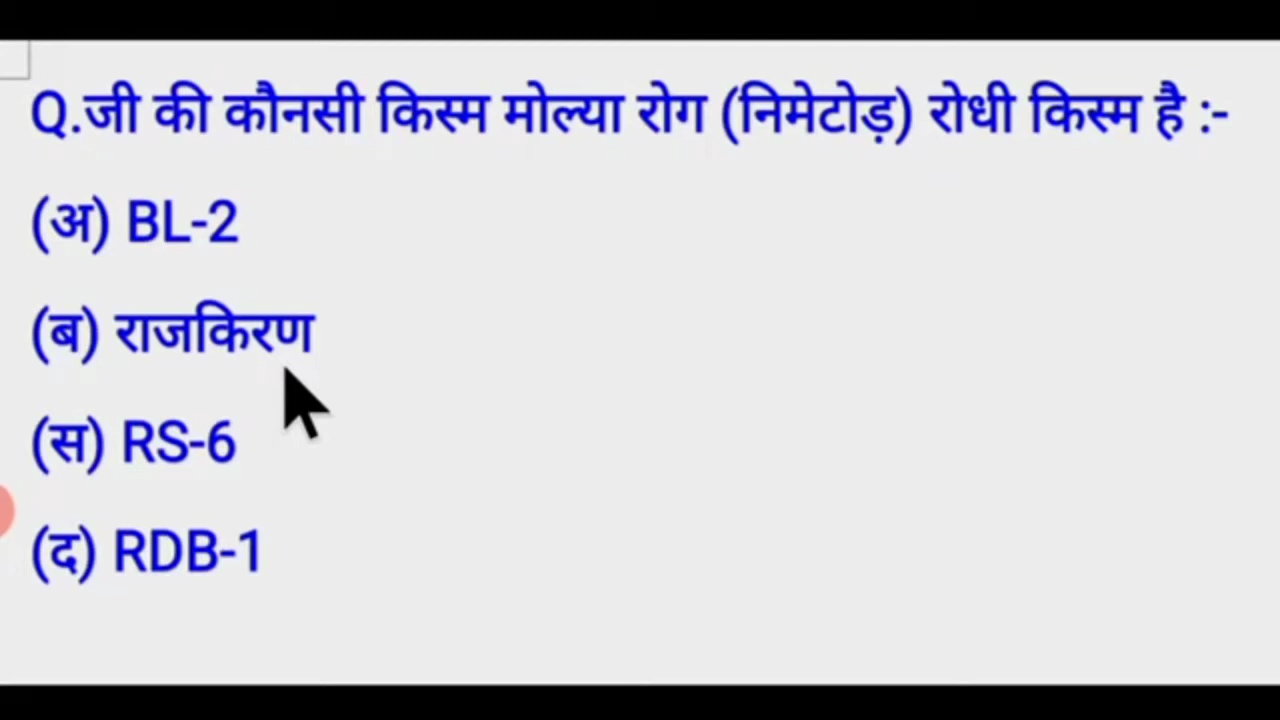 Q.जी की कौनसी किस्म मोल्या रोग (निमेटोड़) रोधी किस्म है :-
(अ) BL-2
(ब) राजकिरण
(स) RS-6
(द) RDB-1